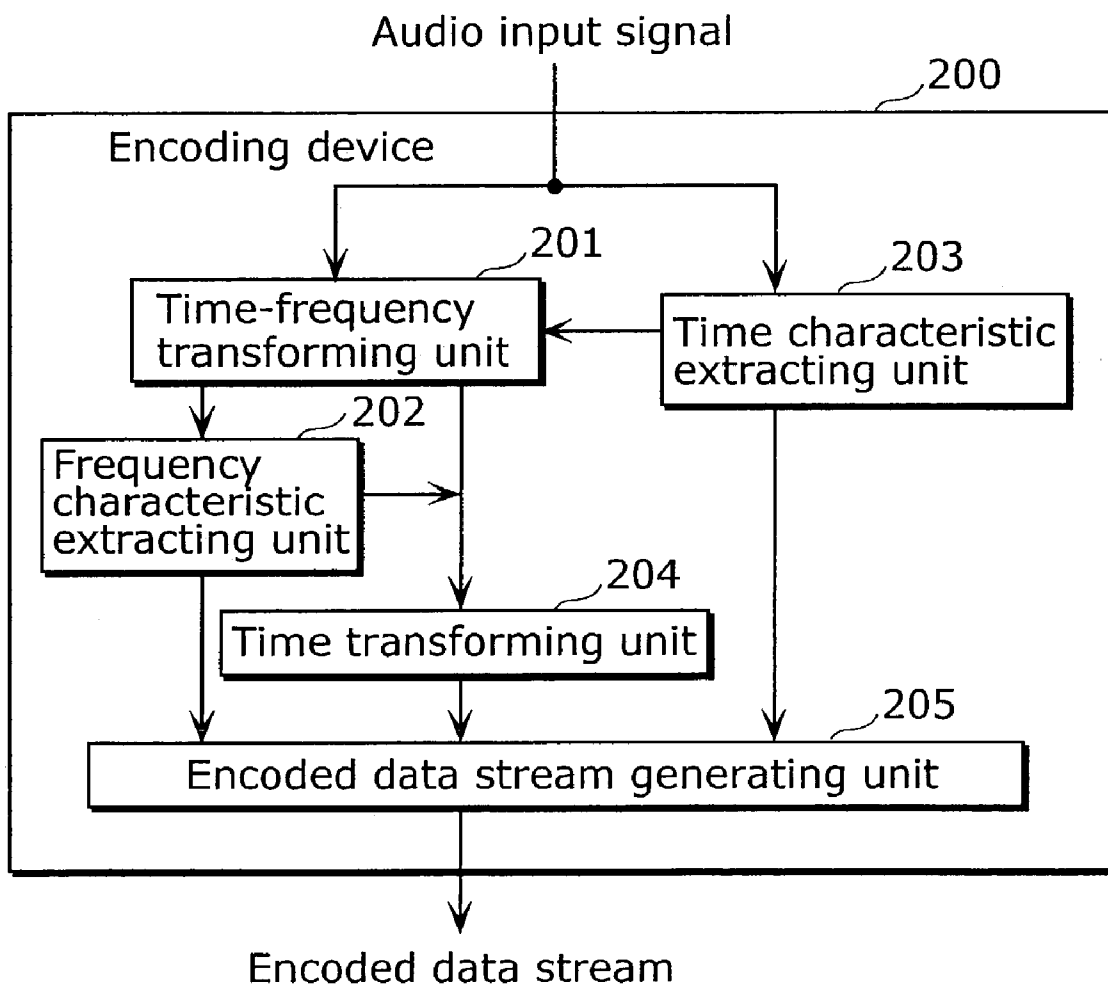 Audio input signal
200
Encoding device
201
Time-frequency
transforming unit
203
Time characteristic
extracting unit
202
Frequency
characteristic
extracting unit
204
Time transforming unit
205
Encoded data stream generating unit
Encoded data stream